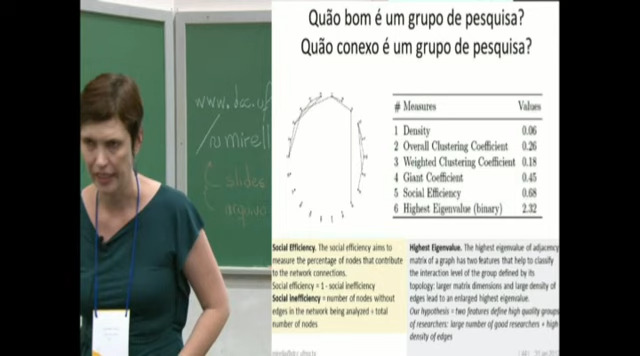 Quão bom é um grupo de pesquisa?
Quão conexo é um grupo de pesquisa?
www.dcc.uf
/~mirell
slides
arquivo
# Measures Values
1 Density 0.06
2 Overall Clustering Coefficient 0.26
3 Weighted Clustering Coefficient 0.18
4 Giant Coefficient 0.45
5 Social Efficiency 0.68
6 Highest Eigenvalue (binary) 2.32
Social Efficiency. The social efficiency aims to
measure the percentage of nodes that contribute
to the network connections.
Social efficiency = 1 - social inefficiency
Social inefficiency = number of nodes without
edges in the network being analyzed ÷ total
number of nodes
Highest Eigenvalue. The highest eigenvalue of adjacency
matrix of a graph has two features that help to classify
the interaction level of the group defined by its
topology: larger matrix dimensions and large density of
edges lead to an enlarged highest eigenvalue.
Our hypothesis = two features define high quality groups
of researchers: large number of good researchers + high
density of edges